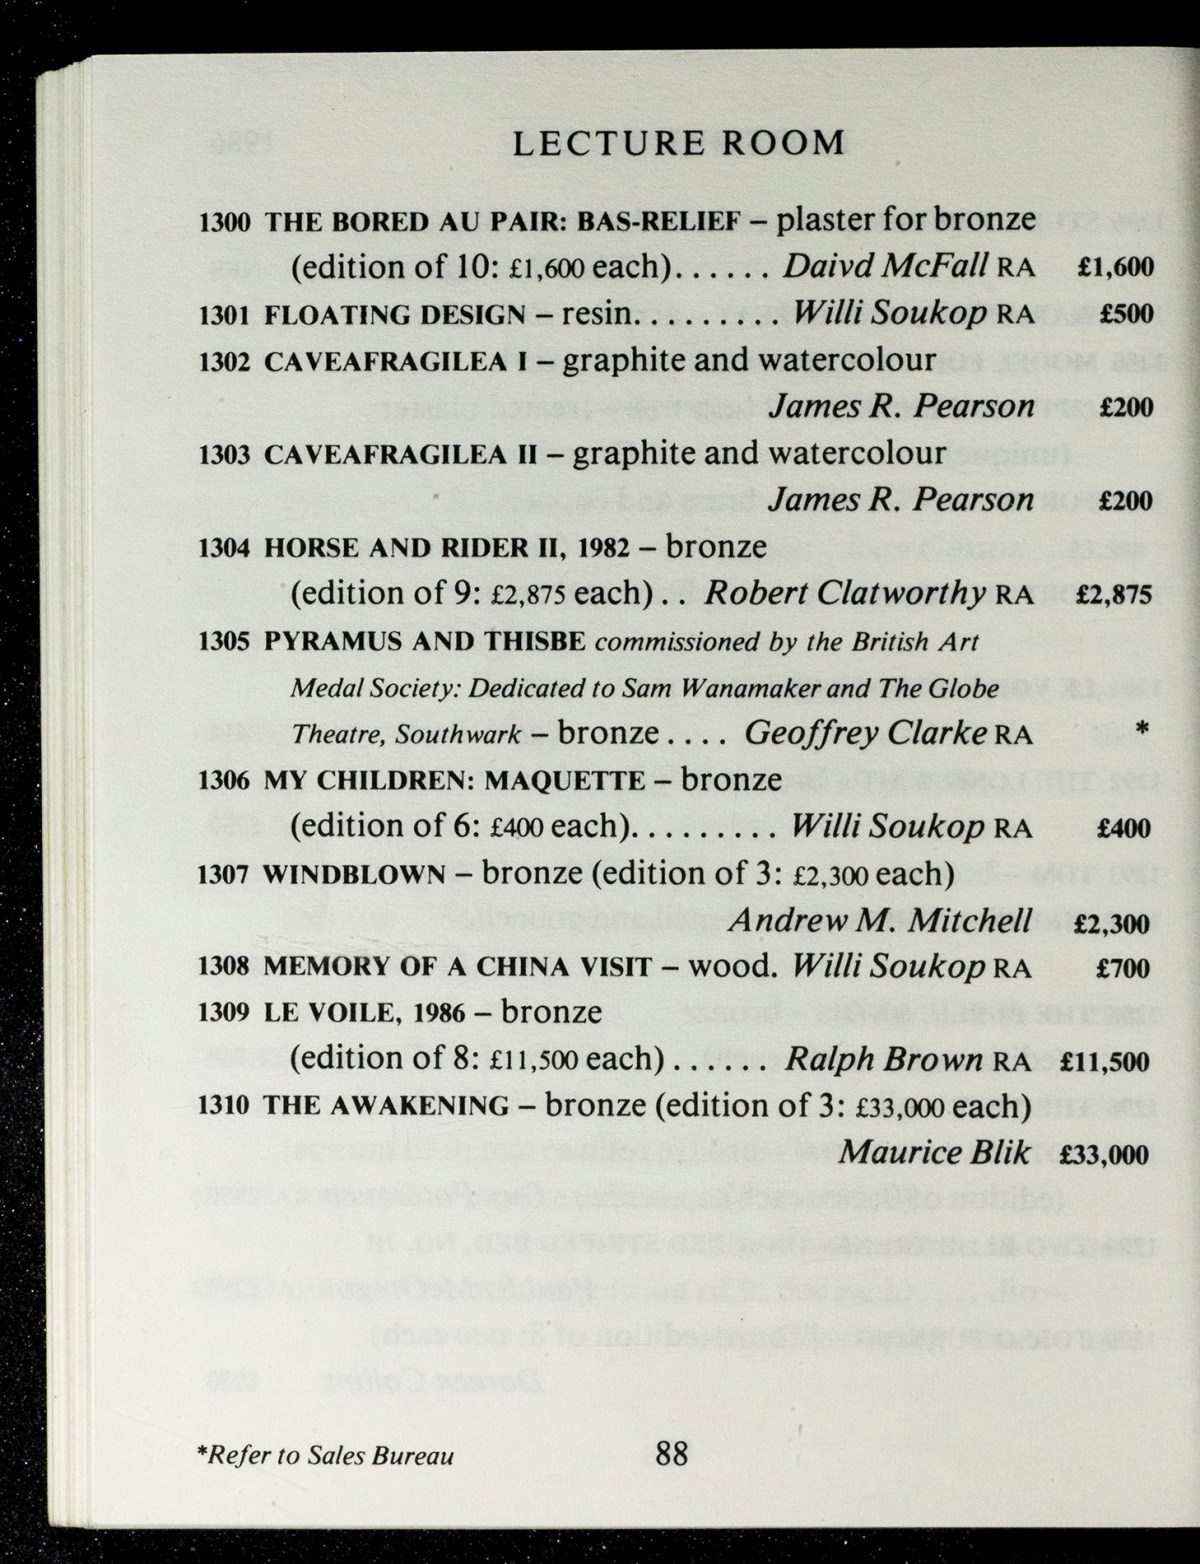 LECTURE ROOM
1300 THE BORED AU PAIR: BAS-RELIEF – plaster for bronze
(edition of 10: £1,600 each)...... Daivd McFall RA £1,600
1301 FLOATING DESIGN – resin.......... Willi Soukop RA £500
1302 CAVEAFRAGILEA I – graphite and watercolour
James R. Pearson £200
1303 CAVEAFRAGILEA II – graphite and watercolour
James R. Pearson £200
1304 HORSE AND RIDER II, 1982 – bronze
(edition of 9: £2,875 each) .. Robert Clatworthy RA £2,875
1305 PYRAMUS AND THISBE commissioned by the British Art
Medal Society: Dedicated to Sam Wanamaker and The Globe
Theatre, Southwark – bronze .... Geoffrey Clarke RA *
1306 MY CHILDREN: MAQUETTE – bronze
(edition of 6: £400 each).......... Willi Soukop RA £400
1307 WINDBLOWN – bronze (edition of 3: £2,300 each)
Andrew M. Mitchell £2,300
1308 MEMORY OF A CHINA VISIT – wood. Willi Soukop RA £700
1309 LE VOILE, 1986 – bronze
(edition of 8: £11,500 each) ...... Ralph Brown RA £11,500
1310 THE AWAKENING – bronze (edition of 3: £33,000 each)
Maurice Blik £33,000
*Refer to Sales Bureau 88